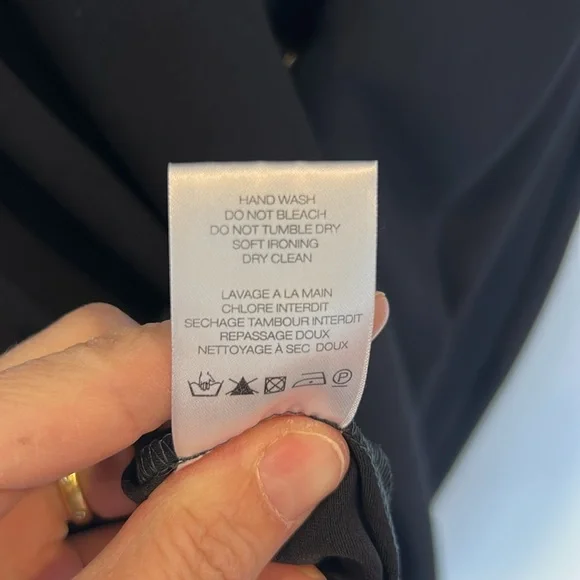 HAND WASH
DO NOT BLEACH
DO NOT TUMBLE DRY
SOFT IRONING
DRY CLEAN
LAVAGE A LA MAIN
CHLORE INTERDIT
SECHAGE TAMBOUR INTERDIT
REPASSAGE DOUX
NETTOYAGE À SEC DOUX
P